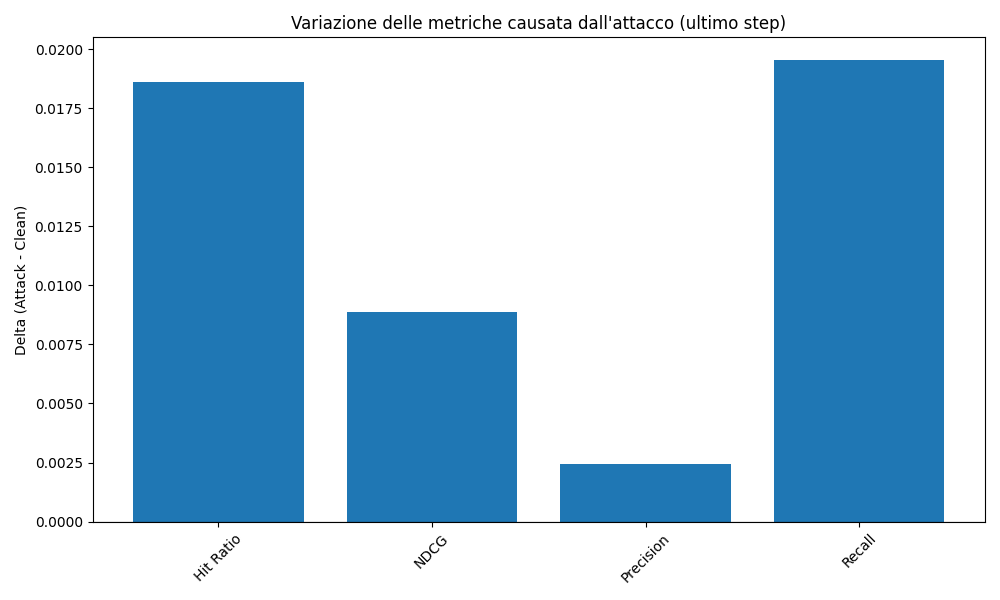 Variazione delle metriche causata dall'attacco (ultimo step)
Delta (Attack - Clean)
0.0200
0.0175
0.0150
0.0125
0.0100
0.0075
0.0050
0.0025
0.0000
Hit Ratio
NDCG
Precision
Recall